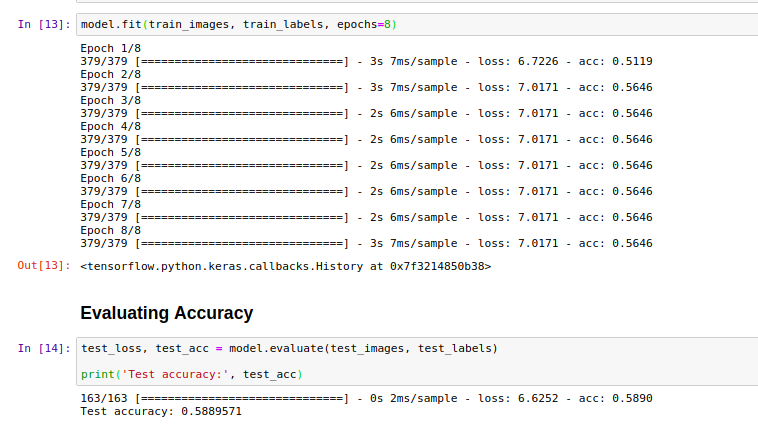 In [13]: model.fit(train_images, train_labels, epochs=8)
Epoch 1/8
379/379 [==============================] - 3s 7ms/sample - loss: 6.7226 - acc: 0.5119
Epoch 2/8
379/379 [==============================] - 3s 7ms/sample - loss: 7.0171 - acc: 0.5646
Epoch 3/8
379/379 [==============================] - 2s 6ms/sample - loss: 7.0171 - acc: 0.5646
Epoch 4/8
379/379 [==============================] - 2s 6ms/sample - loss: 7.0171 - acc: 0.5646
Epoch 5/8
379/379 [==============================] - 2s 6ms/sample - loss: 7.0171 - acc: 0.5646
Epoch 6/8
379/379 [==============================] - 2s 6ms/sample - loss: 7.0171 - acc: 0.5646
Epoch 7/8
379/379 [==============================] - 2s 6ms/sample - loss: 7.0171 - acc: 0.5646
Epoch 8/8
379/379 [==============================] - 3s 7ms/sample - loss: 7.0171 - acc: 0.5646
Out[13]: <tensorflow.python.keras.callbacks.History at 0x7f3214850b38>
Evaluating Accuracy
In [14]: test_loss, test_acc = model.evaluate(test_images, test_labels)
print('Test accuracy:', test_acc)
163/163 [==============================] - 0s 2ms/sample - loss: 6.6252 - acc: 0.5890
Test accuracy: 0.5889571